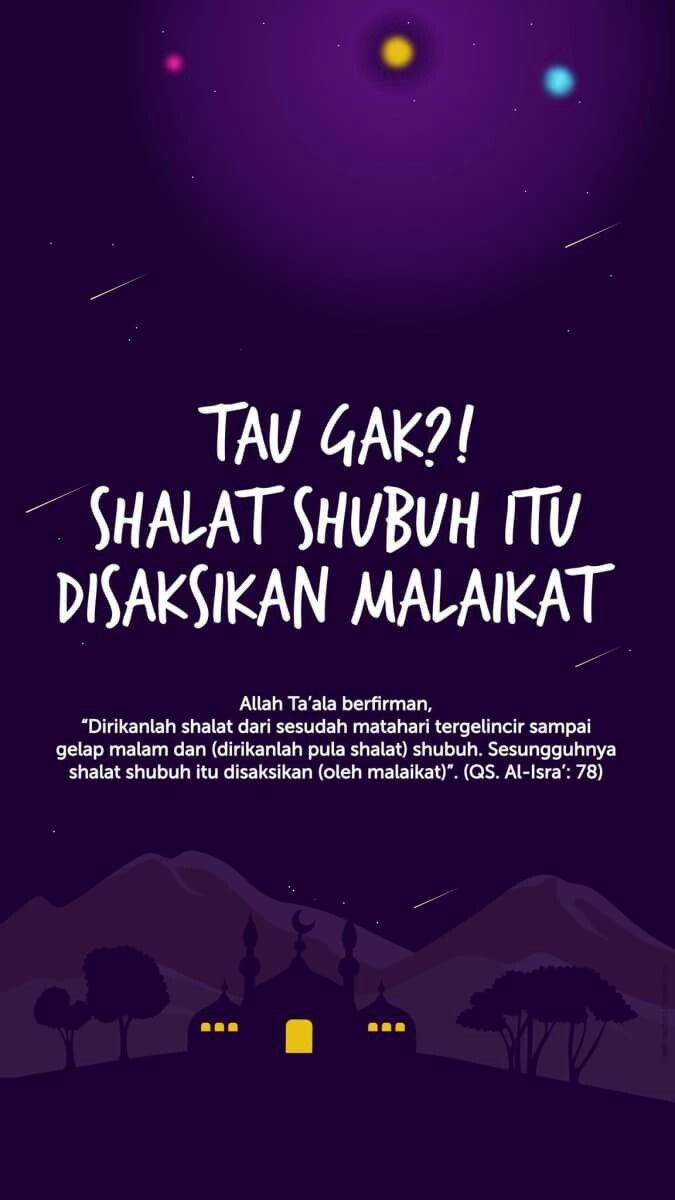 TAU GAK?!
SHALAT SHUBUH ITU
DISAKSIKAN MALAIKAT
Allah Ta’ala berfirman,
“Dirikanlah shalat dari sesudah matahari tergelincir sampai
gelap malam dan (dirikanlah pula shalat) shubuh. Sesungguhnya
shalat shubuh itu disaksikan (oleh malaikat)”. (QS. Al-Isra’: 78)